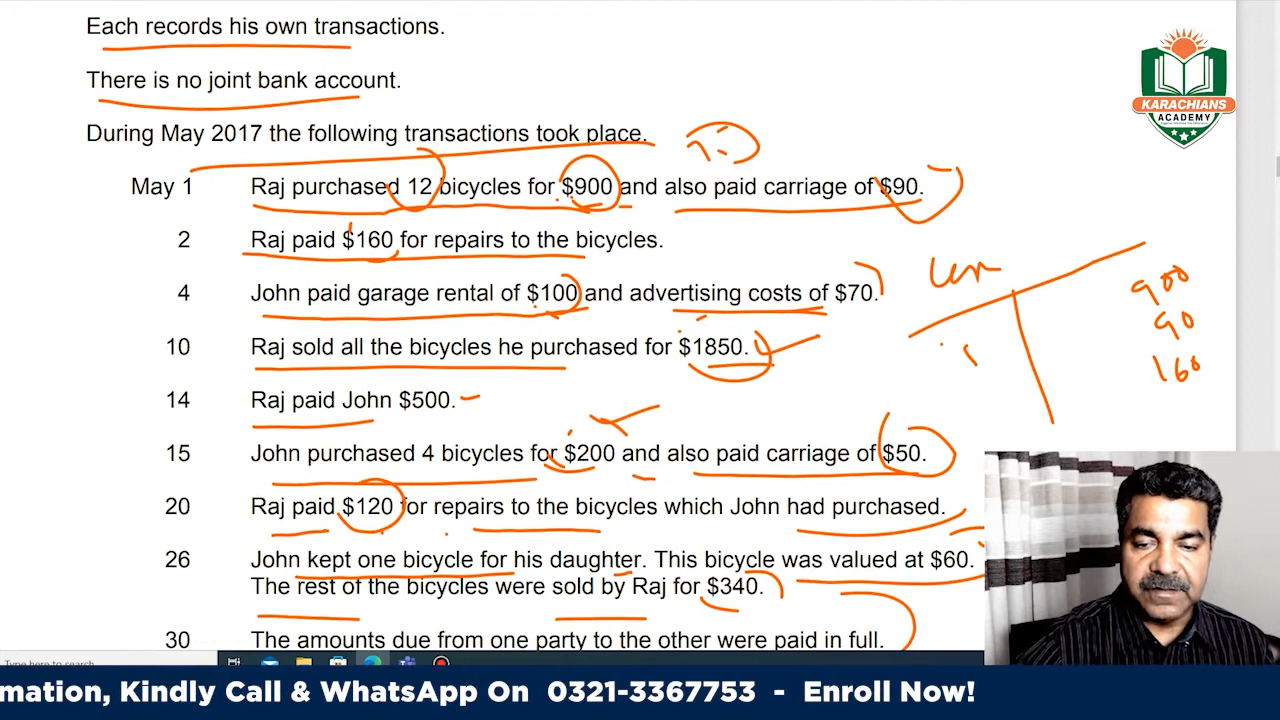 Each records his own transactions.
There is no joint bank account.
During May 2017 the following transactions took place.
May 1 Raj purchased 12 bicycles for $900 and also paid carriage of $90.
2 Raj paid $160 for repairs to the bicycles.
4 John paid garage rental of $100 and advertising costs of $70.
10 Raj sold all the bicycles he purchased for $1850.
14 Raj paid John $500.
15 John purchased 4 bicycles for $200 and also paid carriage of $50.
20 Raj paid $120 for repairs to the bicycles which John had purchased.
26 John kept one bicycle for his daughter. This bicycle was valued at $60.
The rest of the bicycles were sold by Raj for $340.
30 The amounts due from one party to the other were paid in full.
900
90
160
KARACHIANS
ACADEMY
Type here to search
mation, Kindly Call & WhatsApp On 0321-3367753 - Enroll Now!